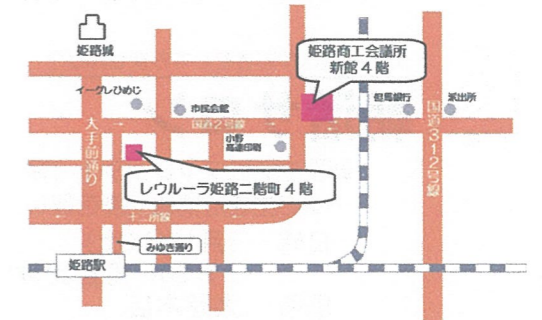 姫路城
姫路商工会議所
新館4階
イーグレひめじ
市民会館
但馬銀行
派出所
国道2号線
小野
高速印刷
大手前通り
国道312号線
レウルーラ姫路二階町 4階
十二所線
みゆき通り
姫路駅